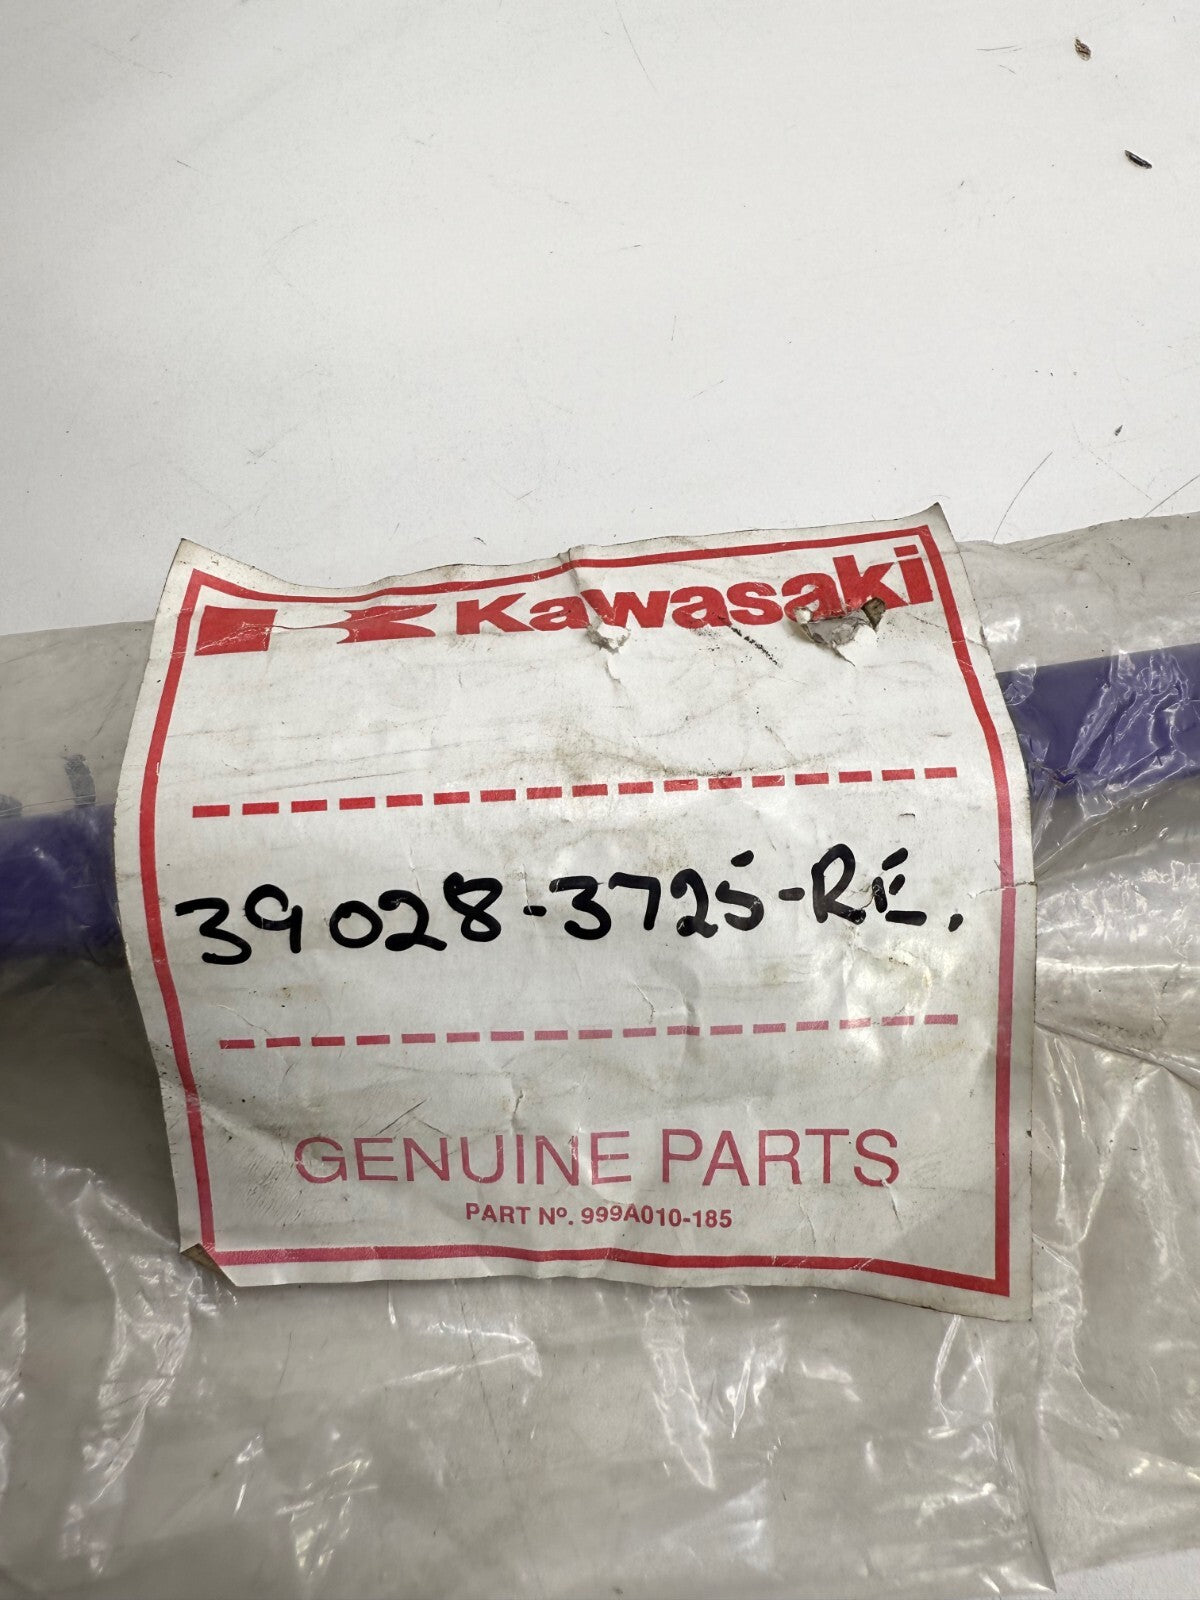 Kawasaki
39028-3725-RE.
GENUINE PARTS
PART Nº. 999A010-185